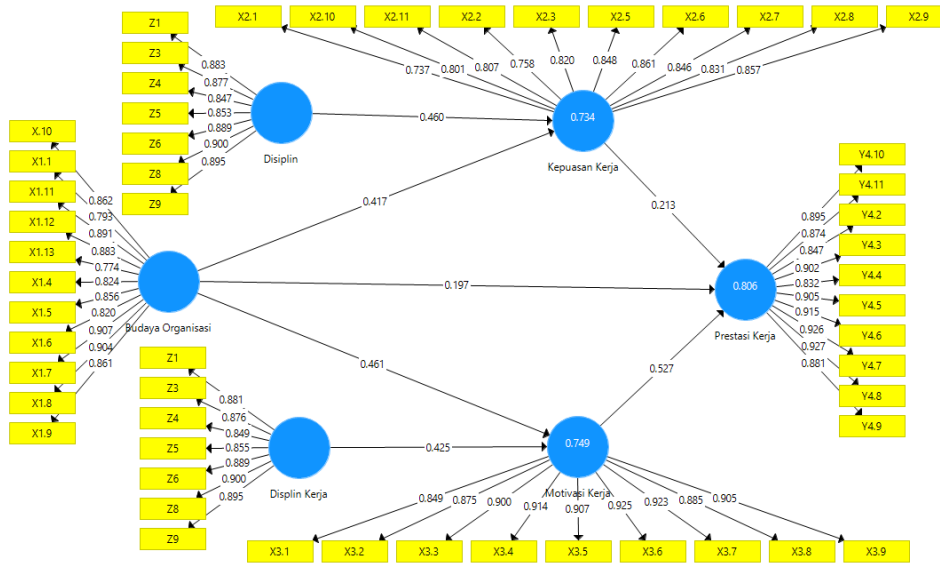 X2.1 X2.10 X2.11 X2.2 X2.3 X2.5 X2.6 X2.7 X2.8 X2.9
0.737 0.801 0.807 0.758 0.820 0.848 0.861 0.846 0.831 0.857
Z1
Z3
Z4
Z5
Z6
Z8
Z9
0.883
0.877
0.847
0.853
0.889
0.900
0.895
Disiplin
0.460
0.734
Kepuasan Kerja
X.10
X1.1
X1.11
X1.12
X1.13
X1.4
X1.5
X1.6
X1.7
X1.8
X1.9
0.862
0.793
0.891
0.883
0.774
0.824
0.856
0.820
0.907
0.904
0.861
Budaya Organisasi
0.417
0.197
0.461
0.213
0.527
0.806
Prestasi Kerja
Y4.10
Y4.11
Y4.2
Y4.3
Y4.4
Y4.5
Y4.6
Y4.7
Y4.8
Y4.9
0.895
0.874
0.847
0.902
0.832
0.905
0.915
0.926
0.927
0.881
Z1
Z3
Z4
Z5
Z6
Z8
Z9
0.881
0.876
0.849
0.855
0.889
0.900
0.895
Displin Kerja
0.425
0.749
Motivasi Kerja
0.849 0.875 0.900 0.914 0.907 0.925 0.923 0.885 0.905
X3.1 X3.2 X3.3 X3.4 X3.5 X3.6 X3.7 X3.8 X3.9